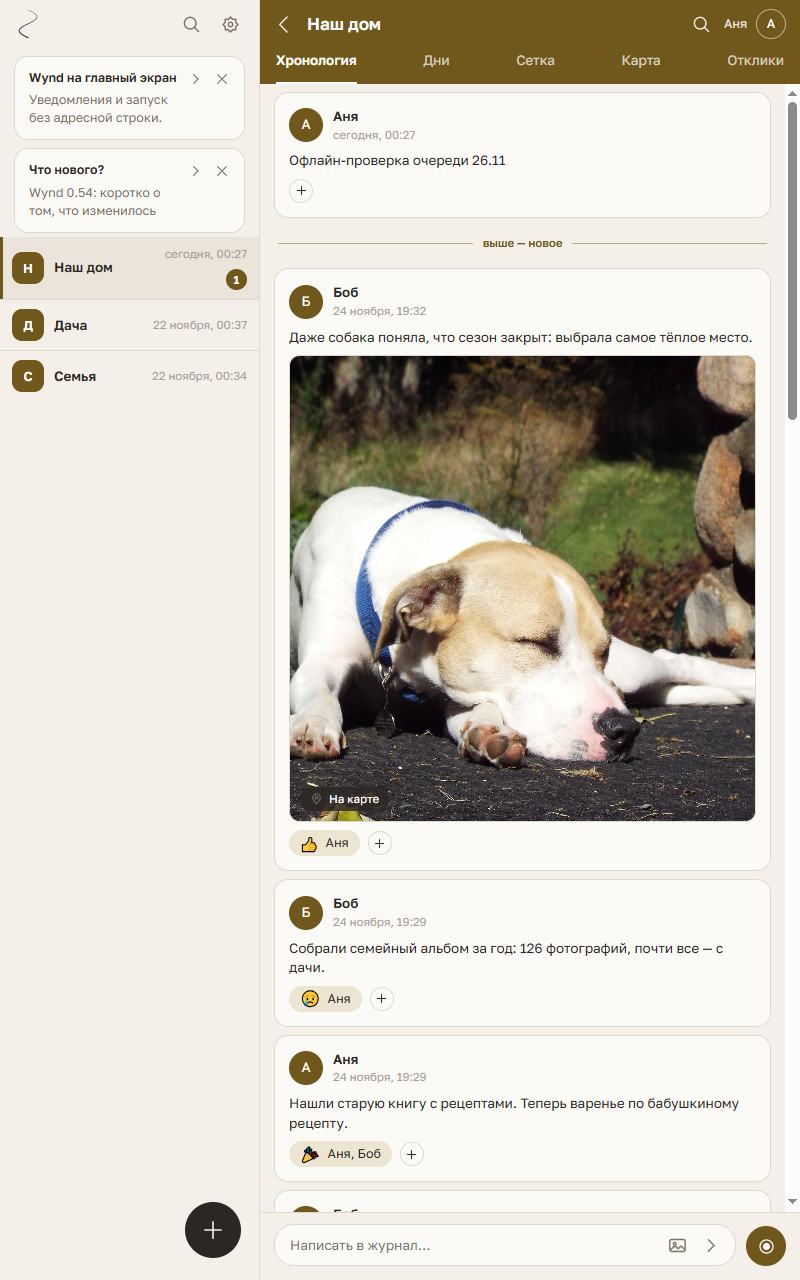 Wynd на главный экран
Уведомления и запуск
без адресной строки.
Что нового?
Wynd 0.54: коротко о
том, что изменилось
Н
Наш дом
сегодня, 00:27
1
Д
Дача
22 ноября, 00:37
С
Семья
22 ноября, 00:34
Наш дом
Аня
А
Хронология
Дни
Сетка
Карта
Отклики
А
Аня
сегодня, 00:27
Офлайн-проверка очереди 26.11
выше — новое
Б
Боб
24 ноября, 19:32
Даже собака поняла, что сезон закрыт: выбрала самое тёплое место.
На карте
Аня
Б
Боб
24 ноября, 19:29
Собрали семейный альбом за год: 126 фотографий, почти все — с
дачи.
Аня
А
Аня
24 ноября, 19:29
Нашли старую книгу с рецептами. Теперь варенье по бабушкиному
рецепту.
Аня, Боб
Написать в журнал...